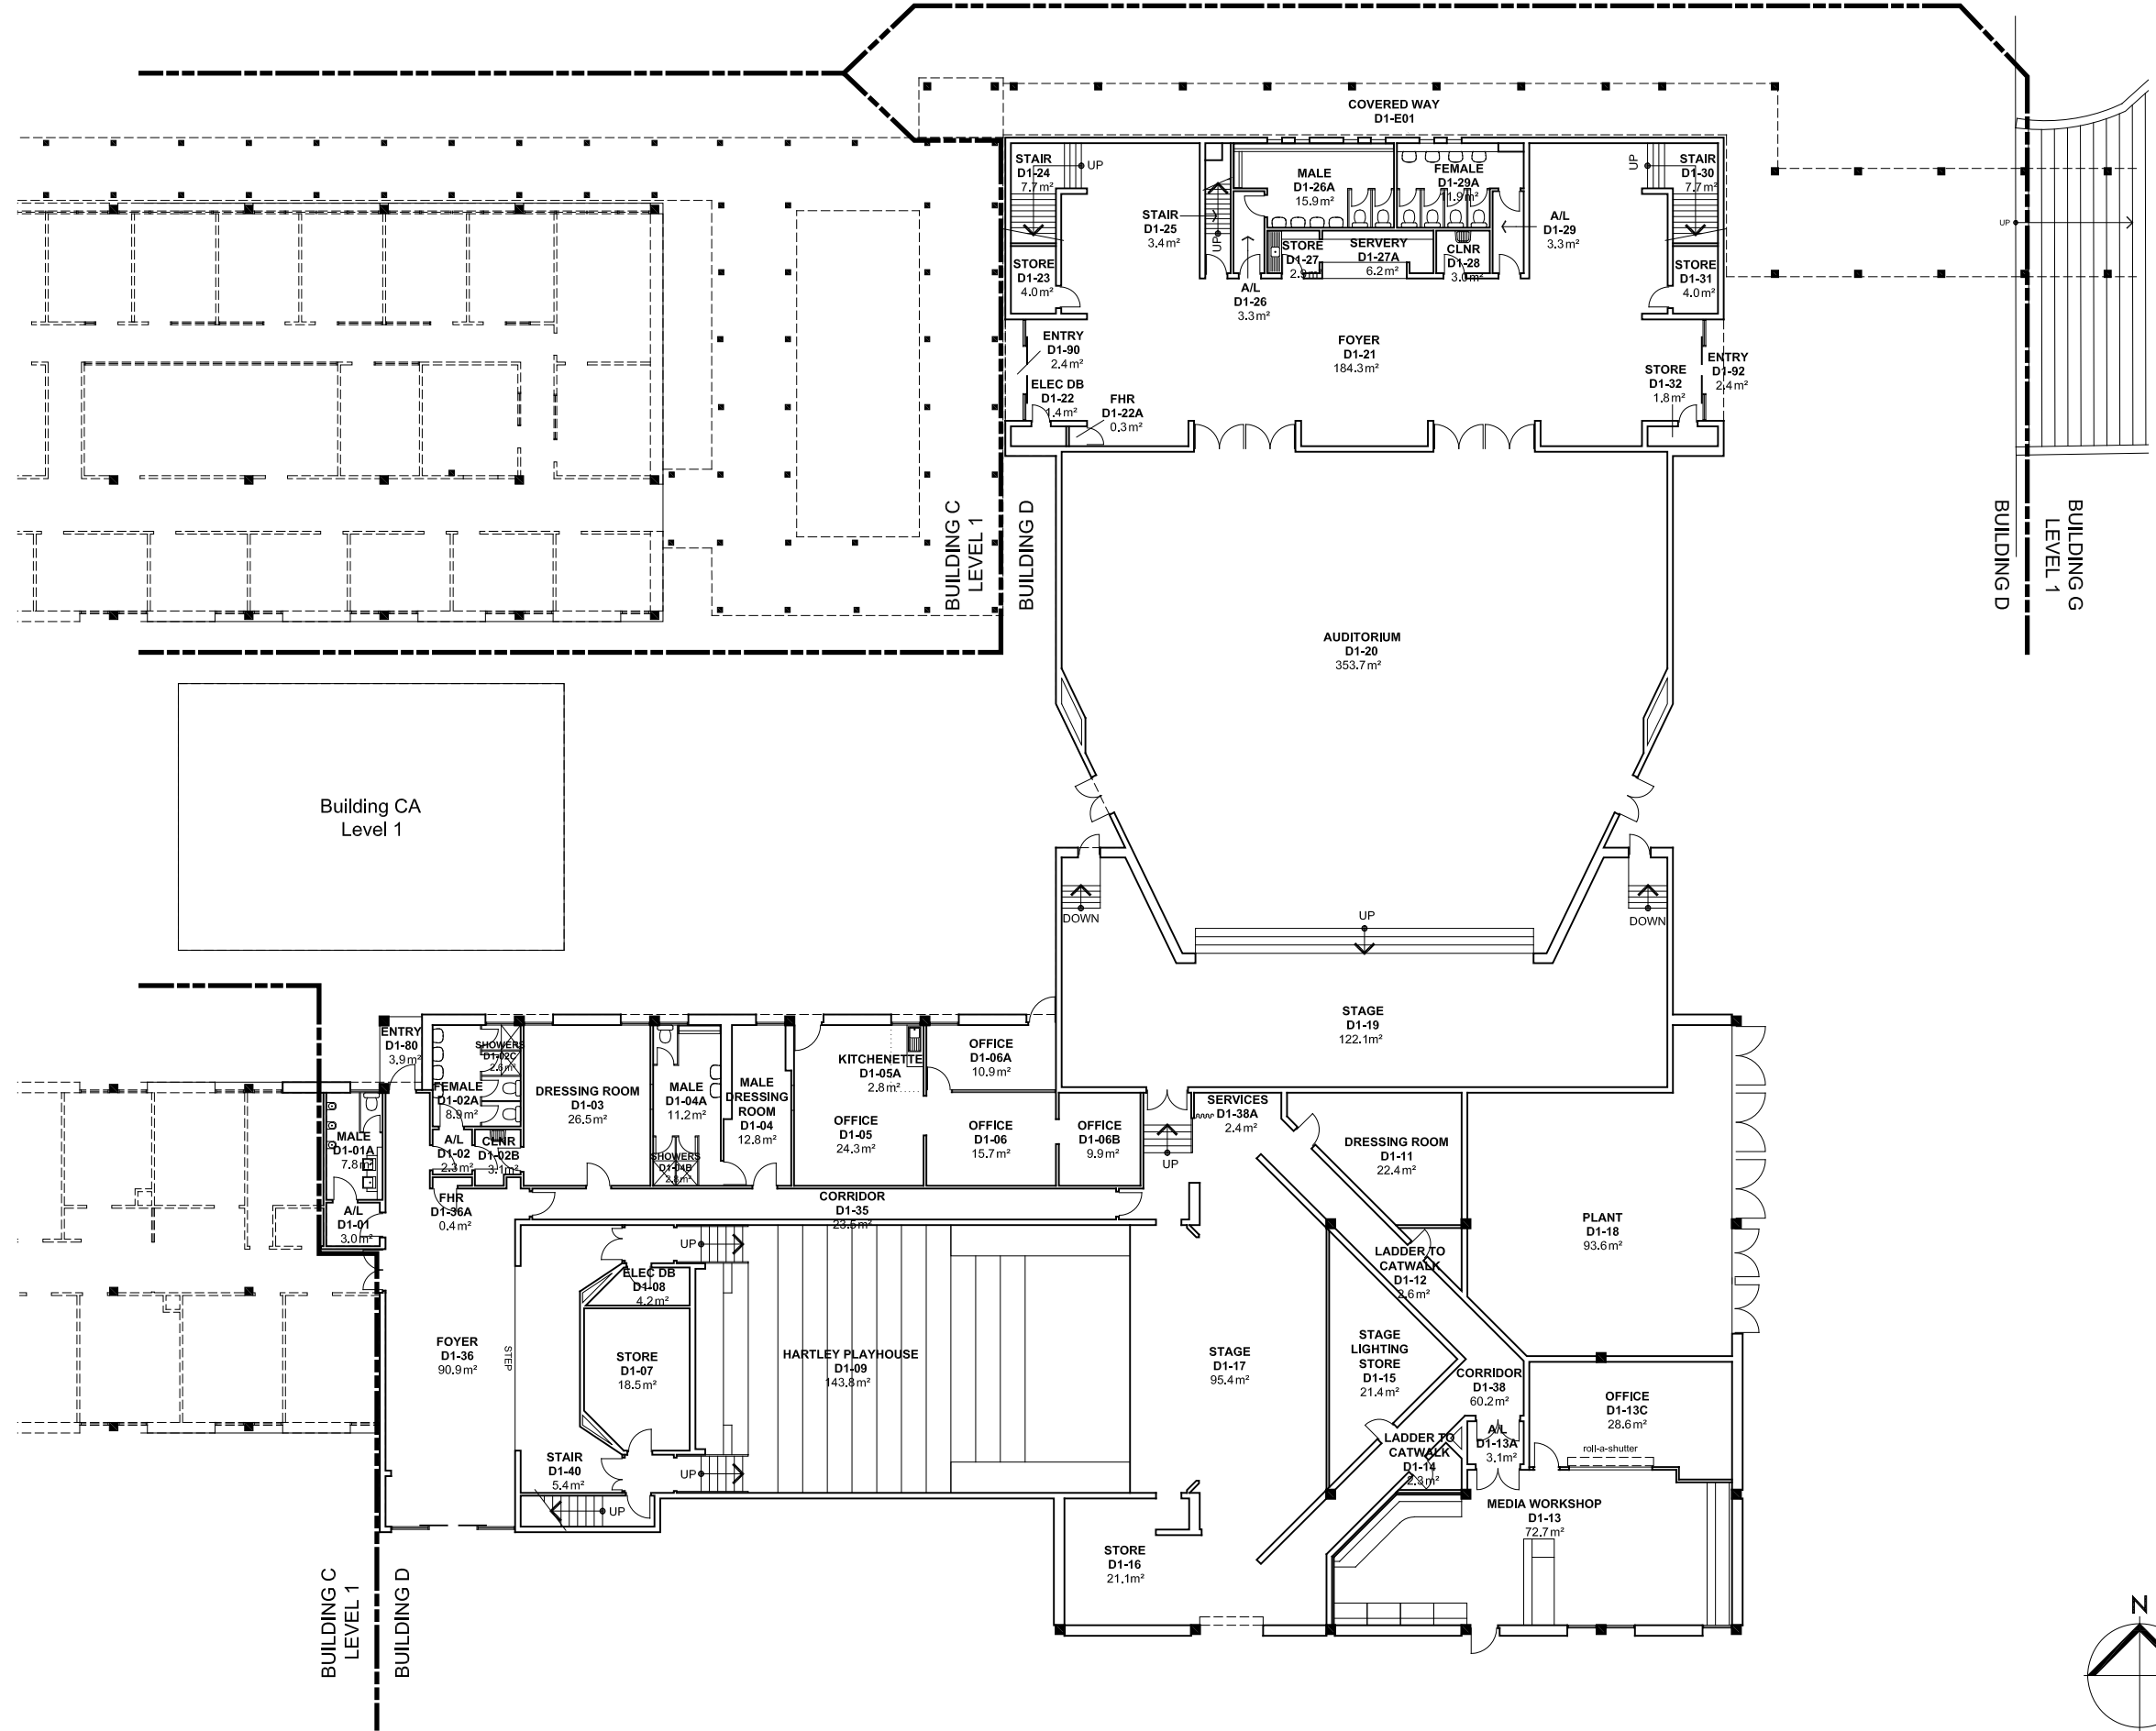 COVERED WAY
D1-E01
STAIR
D1-24
7.7m²
UP
MALE
D1-26A
15.9m²
FEMALE
D1-29A
11.9m²
UP
STAIR
D1-30
7.7m²
STAIR
D1-25
3.4m²
UP
A/L
D1-29
3.3m²
UP
STORE
D1-23
4.0m²
STORE
D1-27
2.9m²
SERVERY
D1-27A
6.2m²
CLNR
D1-28
3.0m²
STORE
D1-31
4.0m²
A/L
D1-26
3.3m²
ENTRY
D1-90
2.4m²
FOYER
D1-21
184.3m²
ENTRY
D1-92
2.4m²
ELEC DB
D1-22
1.4m²
FHR
D1-22A
0.3m²
STORE
D1-32
1.8m²
BUILDING C
LEVEL 1
BUILDING D
BUILDING D
BUILDING G
LEVEL 1
AUDITORIUM
D1-20
353.7m²
Building CA
Level 1
DOWN
UP
DOWN
STAGE
D1-19
122.1m²
ENTRY
D1-80
3.9m²
SHOWERS
D1-02C
2.6m²
FEMALE
D1-02A
8.9m²
DRESSING ROOM
D1-03
26.5m²
MALE
D1-04A
11.2m²
MALE
DRESSING
ROOM
D1-04
12.8m²
KITCHENETTE
D1-05A
2.8m²
OFFICE
D1-06A
10.9m²
OFFICE
D1-05
24.3m²
OFFICE
D1-06
15.7m²
OFFICE
D1-06B
9.9m²
SERVICES
D1-38A
2.4m²
UP
DRESSING ROOM
D1-11
22.4m²
MALE
D1-01A
7.8m²
A/L
D1-02
2.3m²
CLNR
D1-02B
3.1m²
SHOWERS
D1-04B
A/L
D1-01
3.0m²
FHR
D1-36A
0.4m²
CORRIDOR
D1-35
23.5m²
PLANT
D1-18
93.6m²
UP
ELEC DB
D1-08
4.2m²
LADDER TO
CATWALK
D1-12
2.6m²
FOYER
D1-36
90.9m²
STEP
STORE
D1-07
18.5m²
HARTLEY PLAYHOUSE
D1-09
143.8m²
STAGE
D1-17
95.4m²
STAGE
LIGHTING
STORE
D1-15
21.4m²
CORRIDOR
D1-38
60.2m²
OFFICE
D1-13C
28.6m²
roll-a-shutter
A/L
D1-13A
3.1m²
LADDER TO
CATWALK
D1-14
2.3m²
STAIR
D1-40
5.4m²
UP
UP
MEDIA WORKSHOP
D1-13
72.7m²
STORE
D1-16
21.1m²
BUILDING C
LEVEL 1
BUILDING D
N